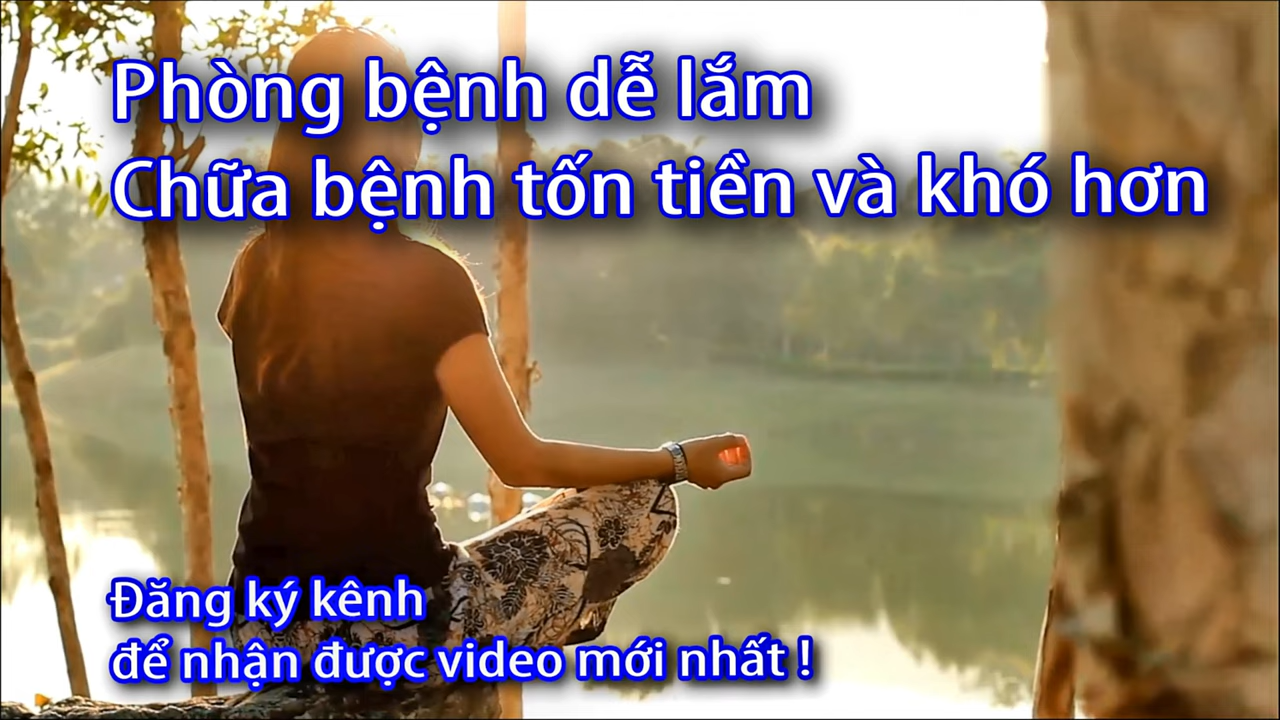 Phòng bệnh dễ lắm
Chữa bệnh tốn tiền và khó hơn
Đăng ký kênh
để nhận được video mới nhất !